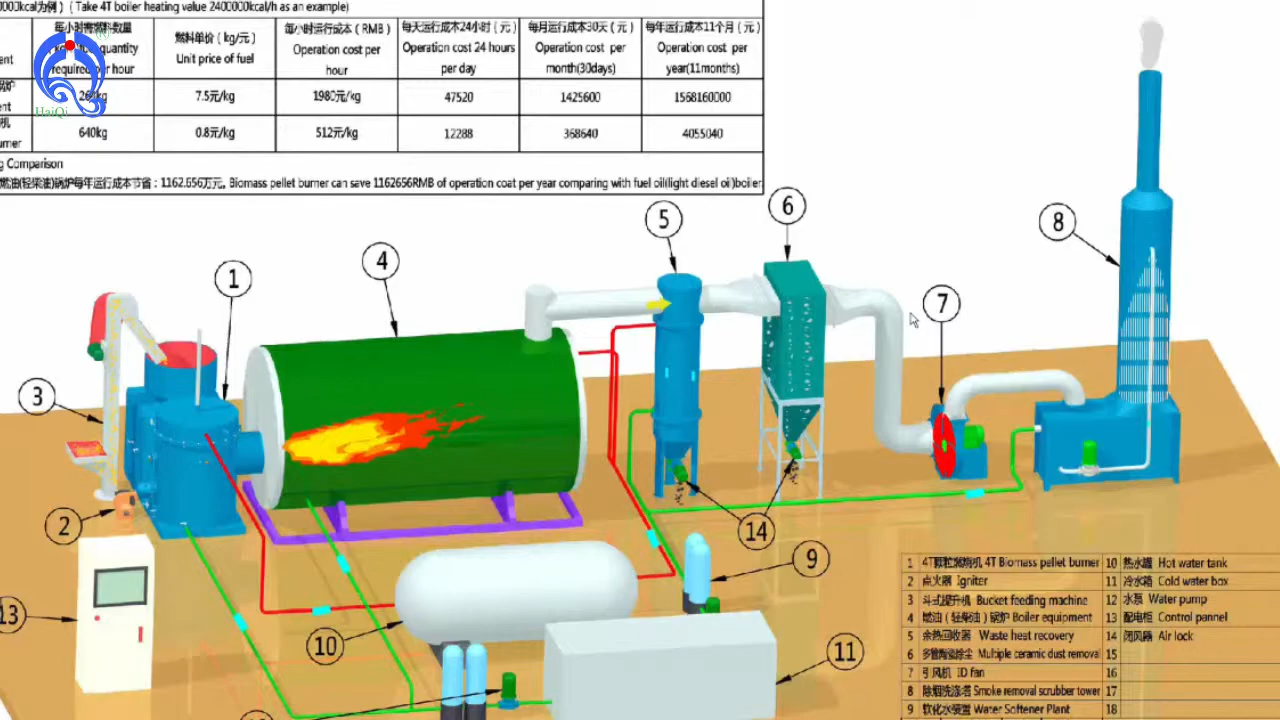 0000kcal为例）( Take 4T boiler heating value 2400000kcal/h as an example)
每小时需燃料数量 quantity required per hour
燃料单价（kg/元） Unit price of fuel
每小时运行成本（RMB） Operation cost per hour
每天运行成本24小时（元） Operation cost 24 hours per day
每月运行成本30天（元） Operation cost per month(30days)
每年运行成本11个月（元） Operation cost per year(11months)
7.5元/kg 1980元/kg 47520 1425600 1568160000
640kg 0.8元/kg 512元/kg 12288 368640 4055040
g Comparison
燃油(轻柴油)锅炉每年运行成本节省：1162.656万元, Biomass pellet burner can save 1162656RMB of operation coat per year comparing with fuel oil(light diesel oil)boiler
HaiQi
®
1
2
3
4
5
6
7
8
9
10
11
13
14
1 4T颗粒燃烧机 4T Biomass pellet burner 10 热水罐 Hot water tank
2 点火器 Igniter 11 冷水箱 Cold water box
3 斗式提升机 Bucket feeding machine 12 水泵 Water pump
4 燃油（轻柴油）锅炉 Boiler equipment 13 配电柜 Control pannel
5 余热回收器 Waste heat recovery 14 闭风器 Air lock
6 多管陶瓷除尘 Multiple ceramic dust removal 15
7 引风机 ID fan 16
8 除烟洗涤塔 Smoke removal scrubber tower 17
9 软化水装置 Water Softener Plant 18